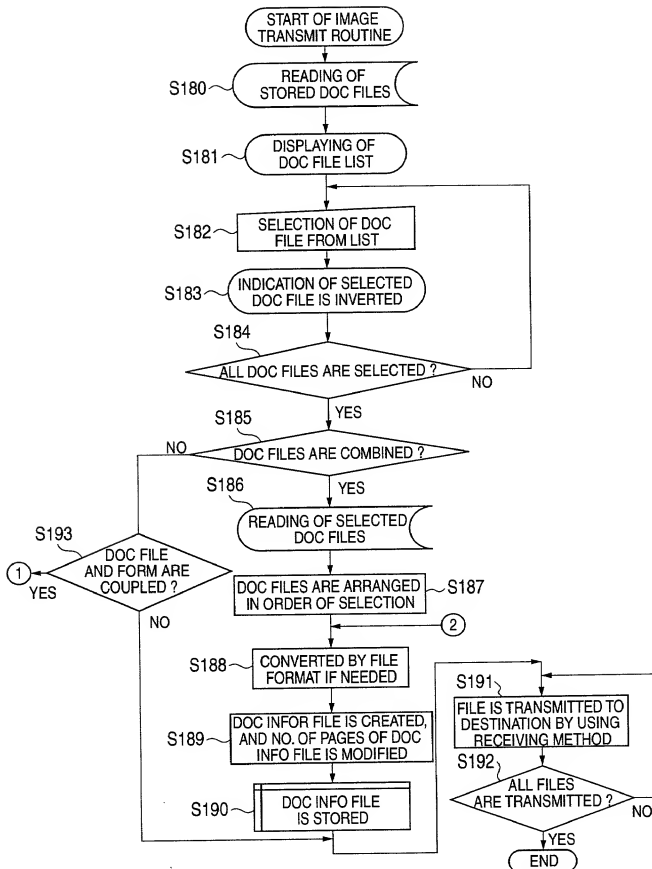 START OF IMAGE
TRANSMIT ROUTINE
S180
READING OF
STORED DOC FILES
S181
DISPLAYING OF
DOC FILE LIST
S182
SELECTION OF DOC
FILE FROM LIST
S183
INDICATION OF SELECTED
DOC FILE IS INVERTED
S184
ALL DOC FILES ARE SELECTED ?
NO
YES
S185
DOC FILES ARE COMBINED ?
NO
YES
S186
READING OF SELECTED
DOC FILES
S193
DOC FILE
AND FORM ARE
COUPLED ?
1
YES
NO
DOC FILES ARE ARRANGED
IN ORDER OF SELECTION
S187
2
S188
CONVERTED BY FILE
FORMAT IF NEEDED
S189
DOC INFOR FILE IS CREATED,
AND NO. OF PAGES OF DOC
INFO FILE IS MODIFIED
S190
DOC INFO FILE
IS STORED
S191
FILE IS TRANSMITTED TO
DESTINATION BY USING
RECEIVING METHOD
S192
ALL FILES
ARE TRANSMITTED ?
NO
YES
END